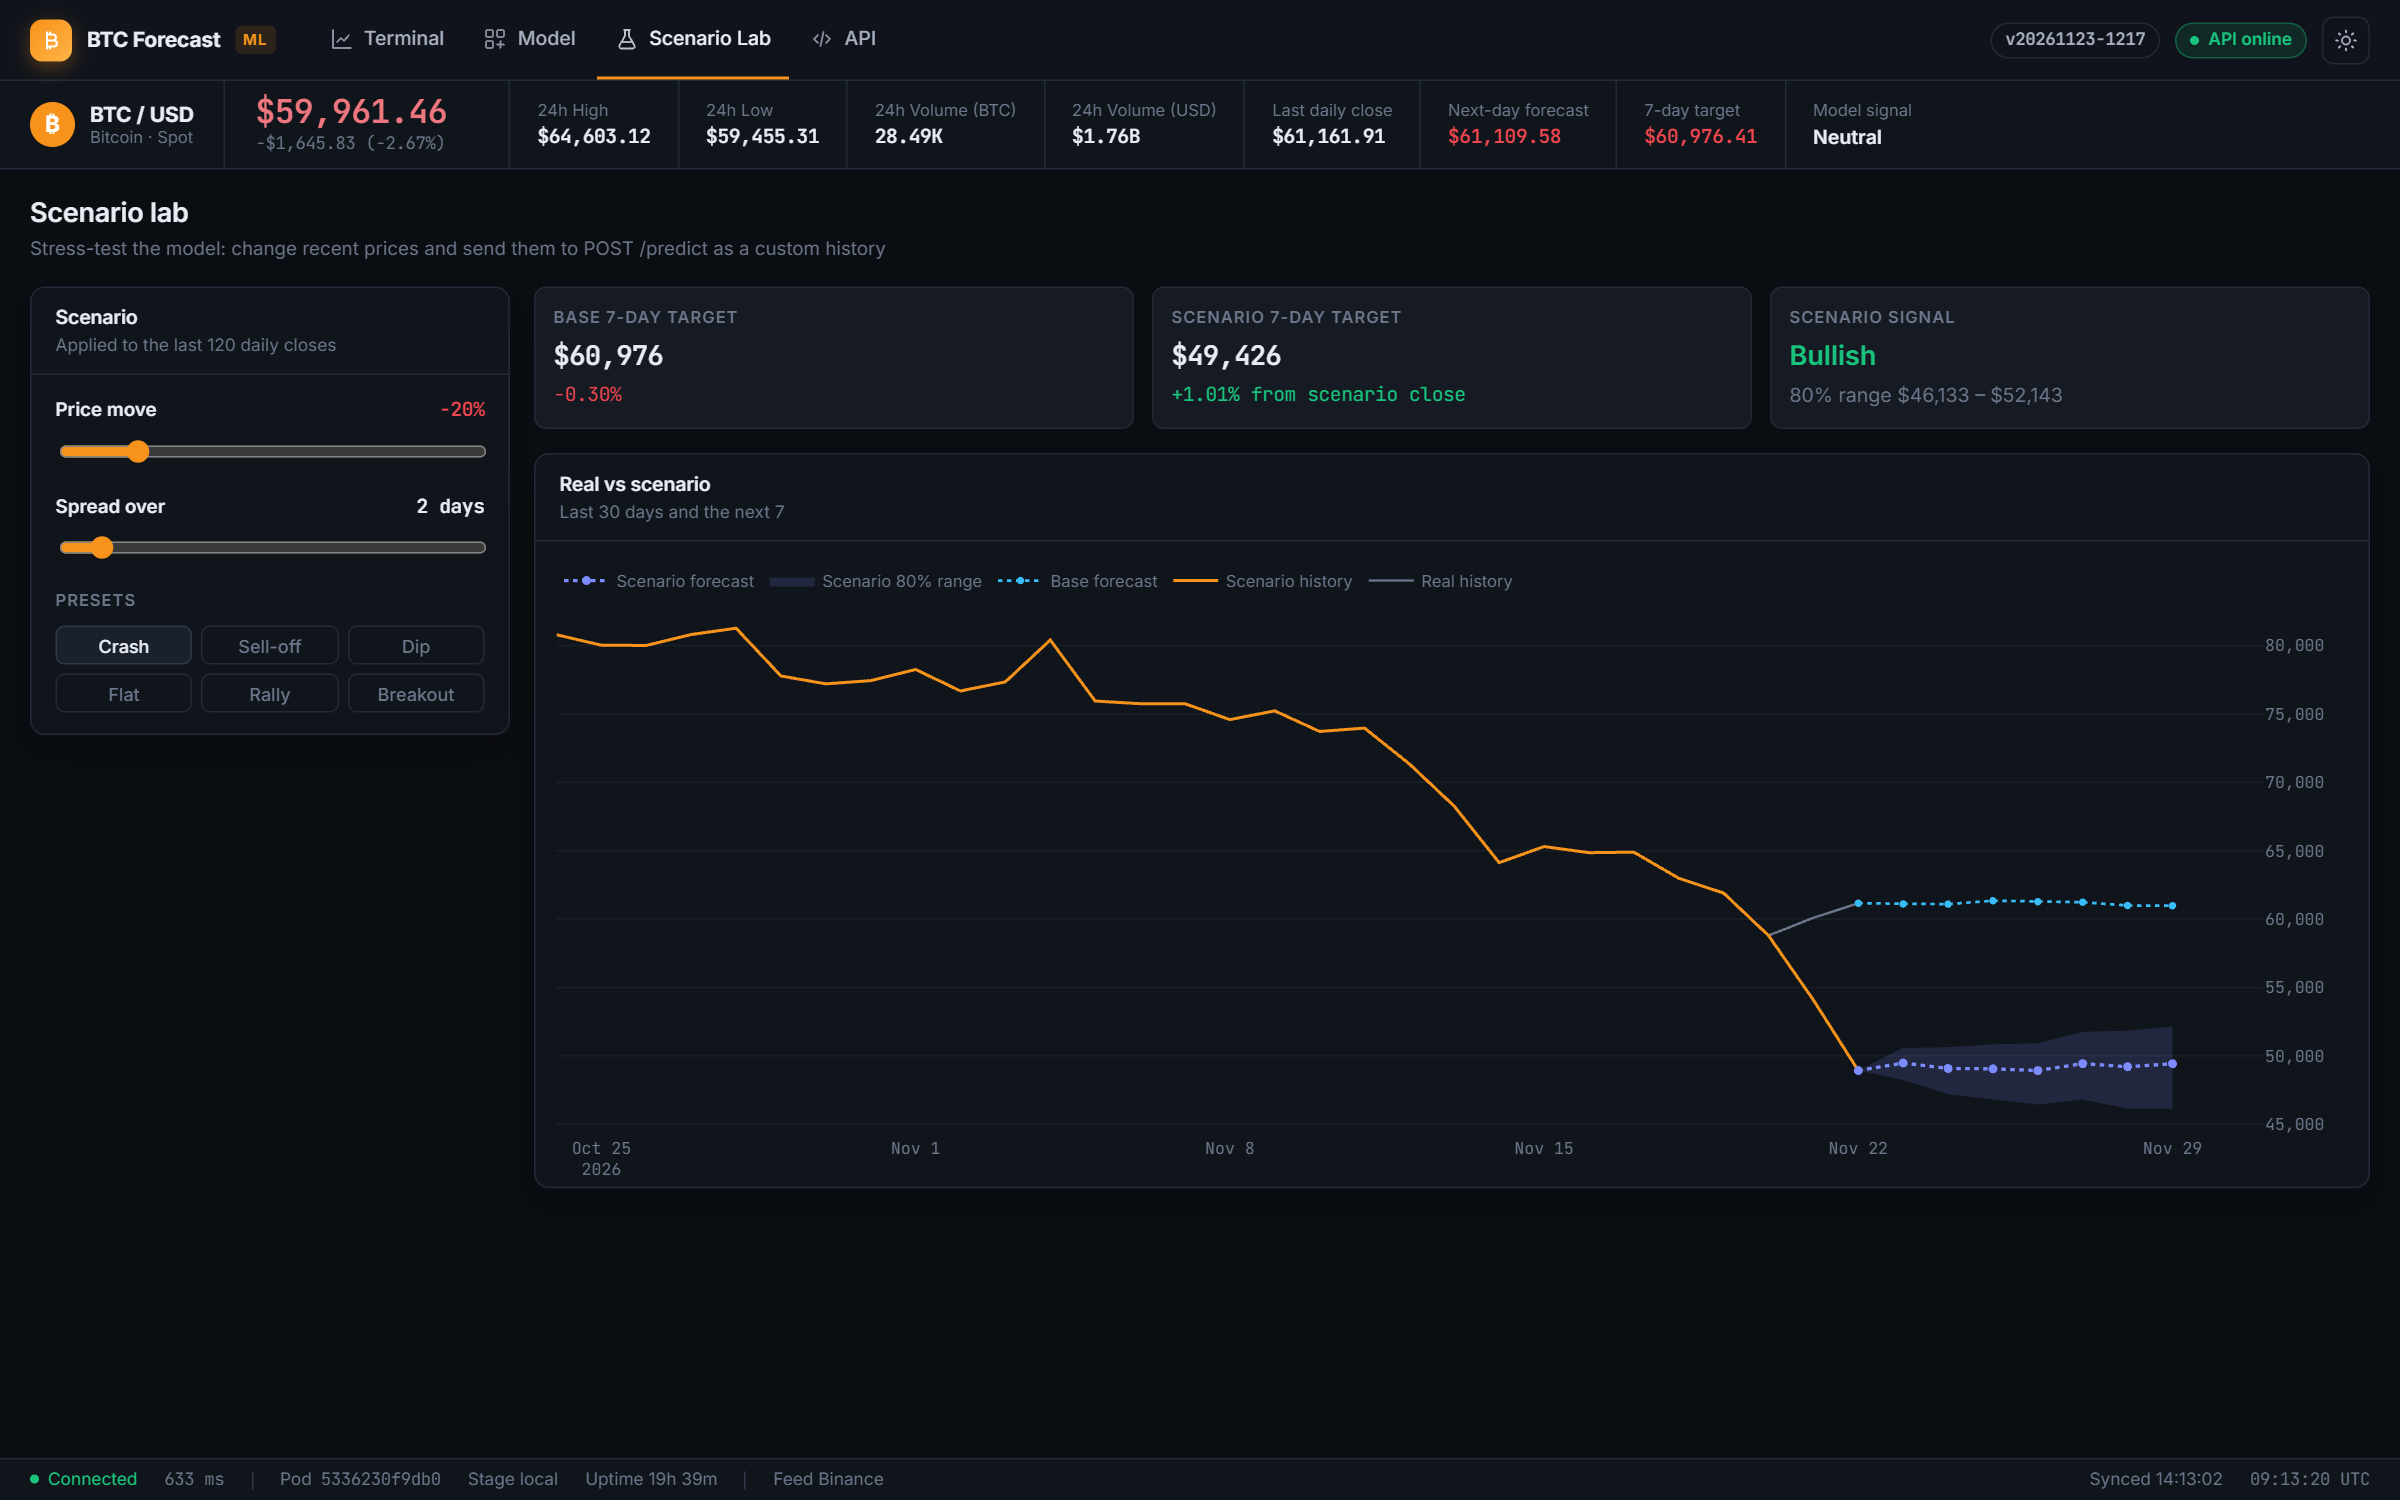 BTC Forecast ML
Terminal
Model
Scenario Lab
API
v20261123-1217
API online
BTC / USD
Bitcoin · Spot
$59,961.46
-$1,645.83 (-2.67%)
24h High
$64,603.12
24h Low
$59,455.31
24h Volume (BTC)
28.49K
24h Volume (USD)
$1.76B
Last daily close
$61,161.91
Next-day forecast
$61,109.58
7-day target
$60,976.41
Model signal
Neutral
Scenario lab
Stress-test the model: change recent prices and send them to POST /predict as a custom history
Scenario
Applied to the last 120 daily closes
Price move -20%
Spread over 2 days
PRESETS
Crash Sell-off Dip
Flat Rally Breakout
BASE 7-DAY TARGET
$60,976
-0.30%
SCENARIO 7-DAY TARGET
$49,426
+1.01% from scenario close
SCENARIO SIGNAL
Bullish
80% range $46,133 – $52,143
Real vs scenario
Last 30 days and the next 7
Scenario forecast Scenario 80% range Base forecast Scenario history Real history
80,000
75,000
70,000
65,000
60,000
55,000
50,000
45,000
Oct 25 Nov 1 Nov 8 Nov 15 Nov 22 Nov 29
2026
Connected 633 ms Pod 5336230f9db0 Stage local Uptime 19h 39m Feed Binance Synced 14:13:02 09:13:20 UTC